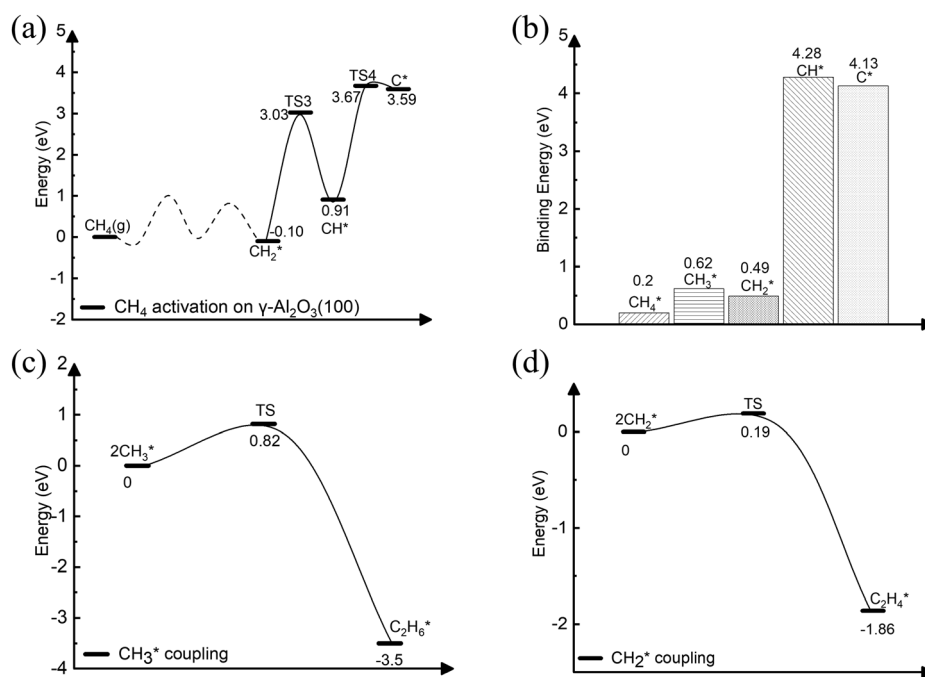 (a)
5
4
3
2
1
0
-1
-2
Energy (eV)
CH₄(g)
-0.10
CH₂*
TS3
3.03
0.91
CH*
TS4
3.67
C*
3.59
CH₄ activation on γ-Al₂O₃(100)
(b)
5
4
3
2
1
0
Binding Energy (eV)
0.2
CH₄*
0.62
CH₃*
0.49
CH₂*
4.28
CH*
4.13
C*
(c)
2
1
0
-1
-2
-3
-4
Energy (eV)
2CH₃*
0
TS
0.82
C₂H₆*
-3.5
CH₃* coupling
(d)
0
-1
-2
Energy (eV)
2CH₂*
0
TS
0.19
C₂H₄*
-1.86
CH₂* coupling